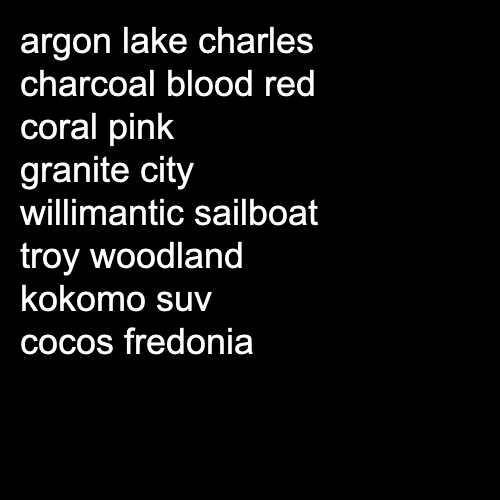 argon lake charles
charcoal blood red
coral pink
granite city
willimantic sailboat
troy woodland
kokomo suv
cocos fredonia